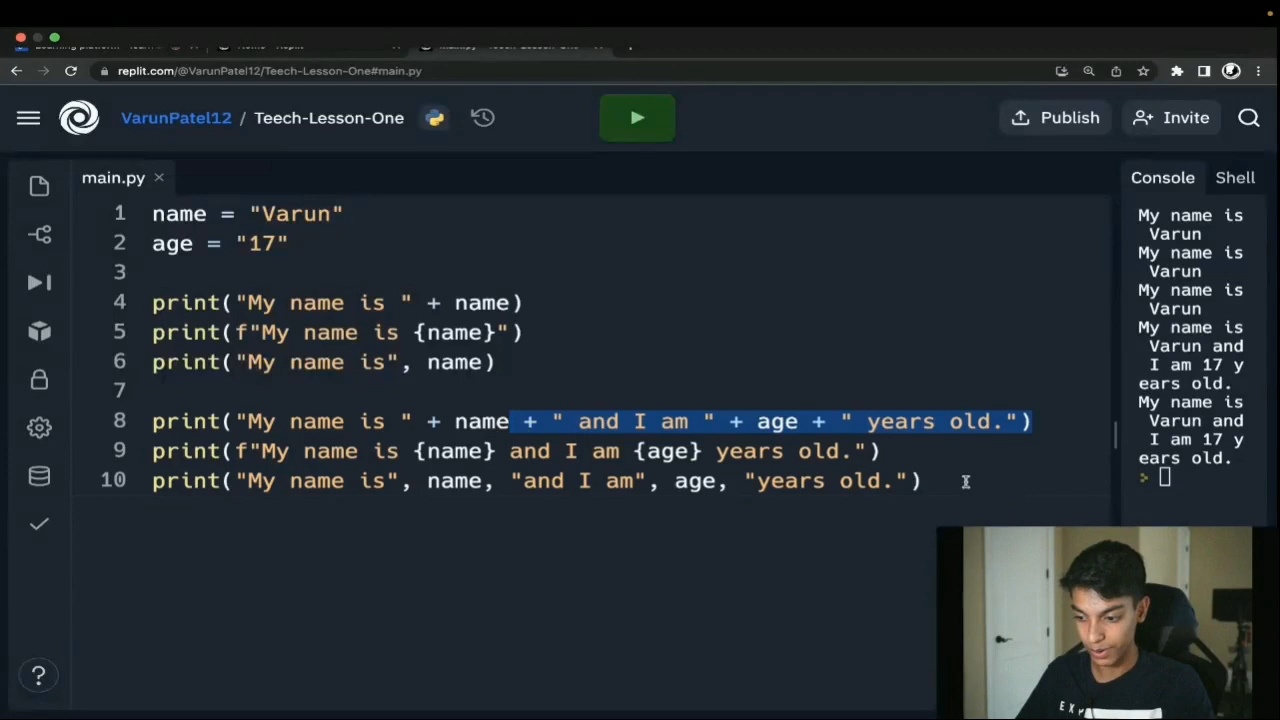 replit.com/@VarunPatel12/Teech-Lesson-One#main.py
VarunPatel12 / Teech-Lesson-One
Publish
Invite
main.py
Console
Shell
1 name = "Varun"
2 age = "17"
3
4 print("My name is " + name)
5 print(f"My name is {name}")
6 print("My name is", name)
7
8 print("My name is " + name + " and I am " + age + " years old.")
9 print(f"My name is {name} and I am {age} years old.")
10 print("My name is", name, "and I am", age, "years old.")
My name is
Varun
My name is
Varun
My name is
Varun
My name is
Varun and
I am 17 y
ears old.
My name is
Varun and
I am 17 y
ears old.
>
?